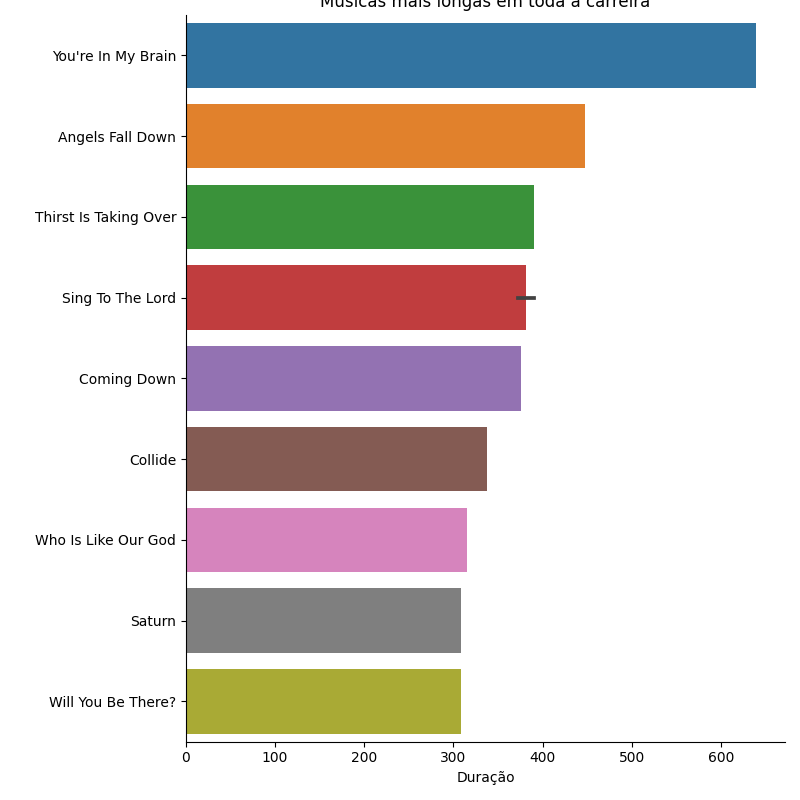 Músicas mais longas em toda a carreira
You're In My Brain
Angels Fall Down
Thirst Is Taking Over
Sing To The Lord
Coming Down
Collide
Who Is Like Our God
Saturn
Will You Be There?
0 100 200 300 400 500 600
Duração